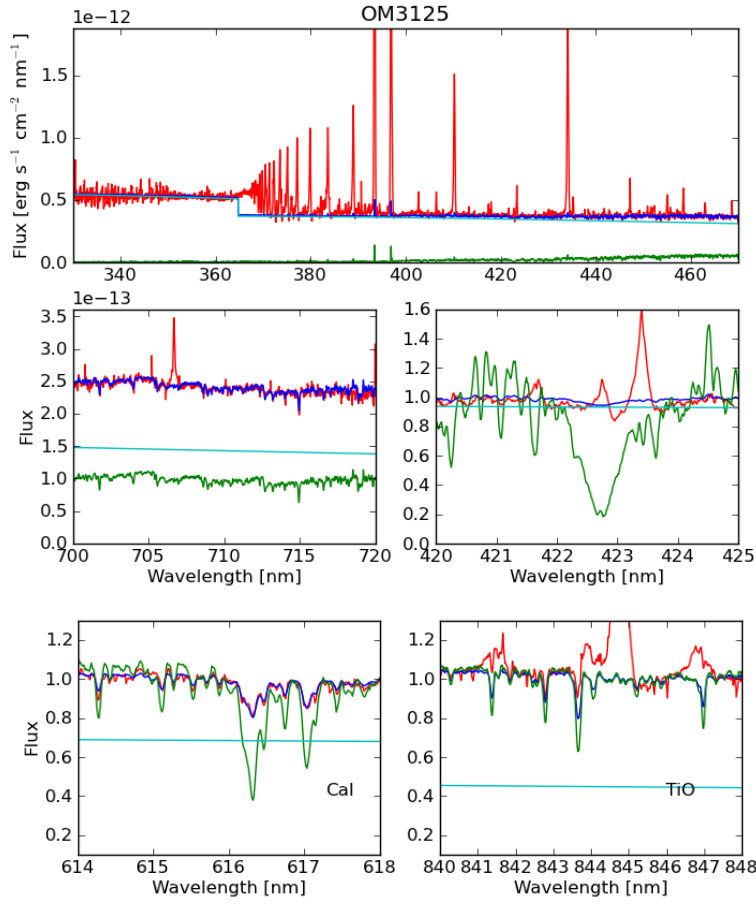 OM3125
1e−12
Flux [erg s⁻¹ cm⁻² nm⁻¹]
1.5
1.0
0.5
0.0
340 360 380 400 420 440 460
1e−13
Flux
3.5
3.0
2.5
2.0
1.5
1.0
0.5
0.0
700 705 710 715 720
Wavelength [nm]
1.6
1.4
1.2
1.0
0.8
0.6
0.4
0.2
0.0
420 421 422 423 424 425
Wavelength [nm]
Flux
1.2
1.0
0.8
0.6
0.4
0.2
CaI
614 615 616 617 618
Wavelength [nm]
1.2
1.0
0.8
0.6
0.4
0.2
TiO
840 841 842 843 844 845 846 847 848
Wavelength [nm]